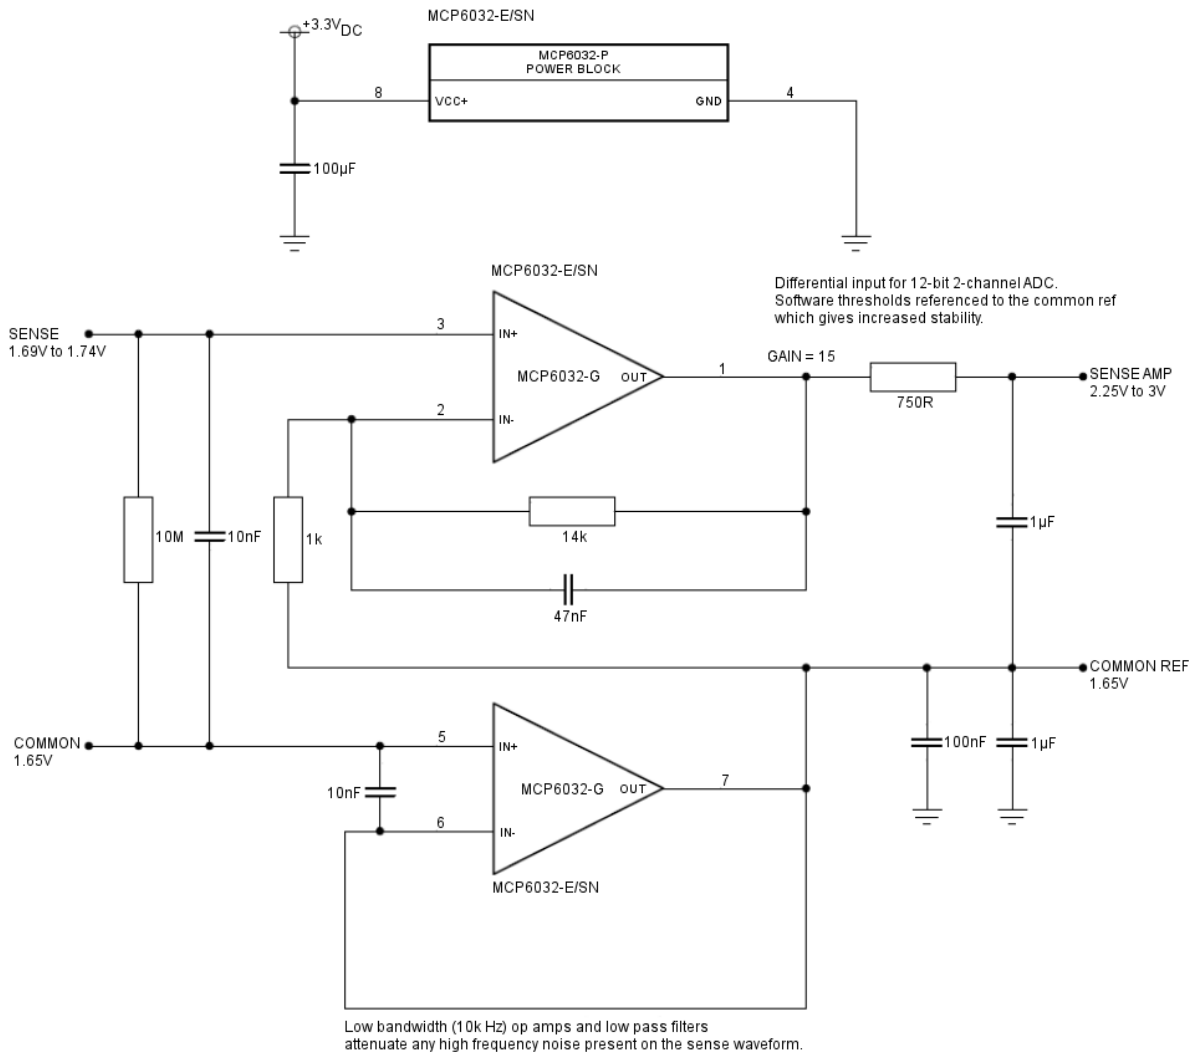 MCP6032-E/SN
+3.3VDC
MCP6032-P
POWER BLOCK
8
VCC+
GND
4
100µF
MCP6032-E/SN
Differential input for 12-bit 2-channel ADC.
Software thresholds referenced to the common ref
which gives increased stability.
SENSE
1.69V to 1.74V
3
IN+
MCP6032-G
OUT
1
GAIN = 15
750R
SENSE AMP
2.25V to 3V
2
IN-
10M
10nF
1k
14k
47nF
1µF
COMMON REF
1.65V
COMMON
1.65V
5
IN+
10nF
MCP6032-G
OUT
7
100nF
1µF
6
IN-
MCP6032-E/SN
Low bandwidth (10k Hz) op amps and low pass filters
attenuate any high frequency noise present on the sense waveform.